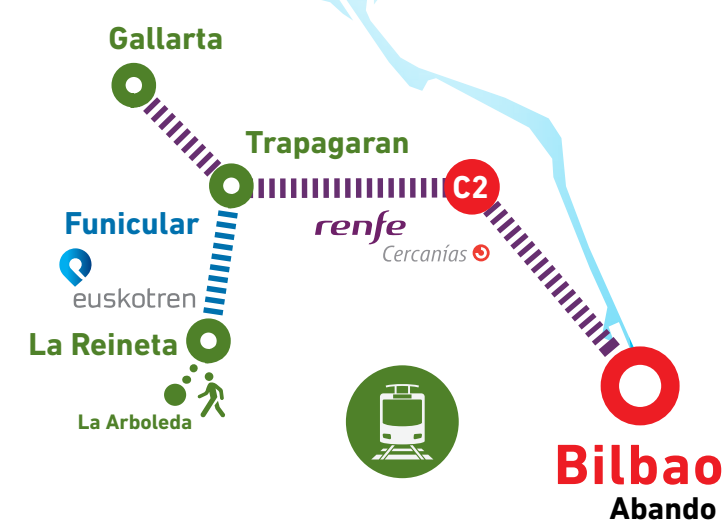 Gallarta
Trapagaran
C2
Funicular
renfe
Cercanías
euskotren
La Reineta
La Arboleda
Bilbao
Abando